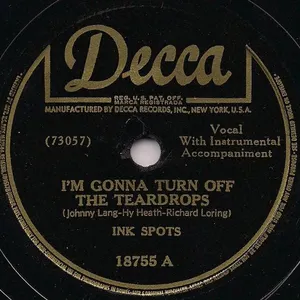 Decca
REG. U.S. PAT. OFF.
MARCA REGISTRADA
MANUFACTURED BY DECCA RECORDS, INC., NEW YORK, U.S.A.
(73057)
Vocal
With Instrumental
Accompaniment
I'M GONNA TURN OFF
THE TEARDROPS
(Johnny Lang-Hy Heath-Richard Loring)
INK SPOTS
18755 A